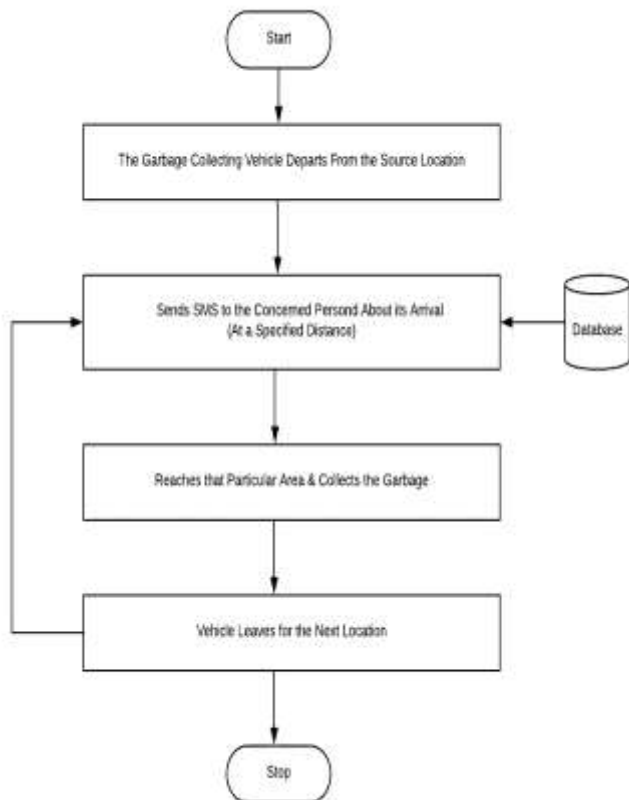 Start
The Garbage Collecting Vehicle Departs From the Source Location
Sends SMS to the Concerned Persond About its Arrival
(At a Specified Distance)
Database
Reaches that Particular Area & Collects the Garbage
Vehicle Leaves for the Next Location
Stop